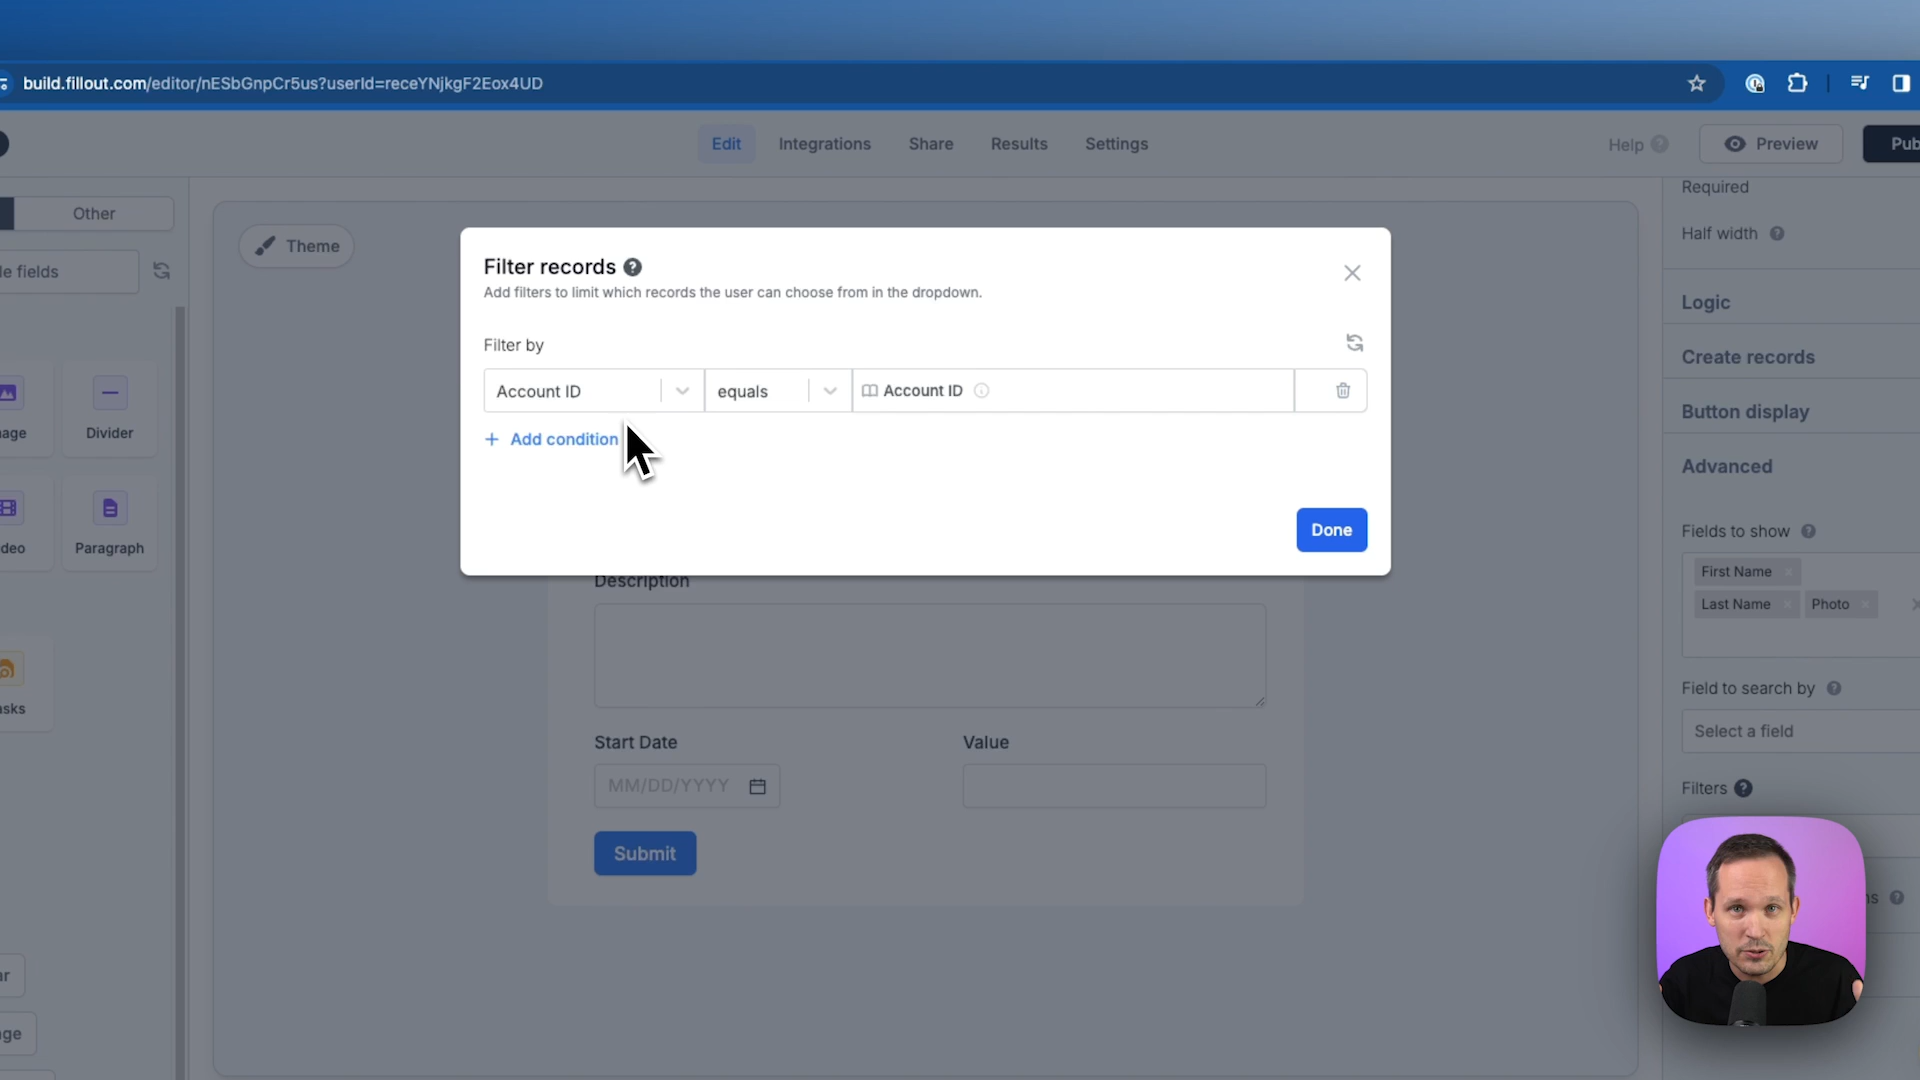 build.fillout.com/editor/nESbGnpCr5us?userId=receYNjkgF2Eox4UD
Edit
Integrations
Share
Results
Settings
Help
Preview
Pub
Other
le fields
Theme
age
Divider
deo
Paragraph
asks
ar
ge
Filter records
Add filters to limit which records the user can choose from in the dropdown.
Filter by
Account ID
equals
Account ID
+ Add condition
Done
Description
Start Date
Value
MM/DD/YYYY
Submit
Required
Half width
Logic
Create records
Button display
Advanced
Fields to show
First Name ×
Last Name ×
Photo ×
Field to search by
Select a field
Filters
ns